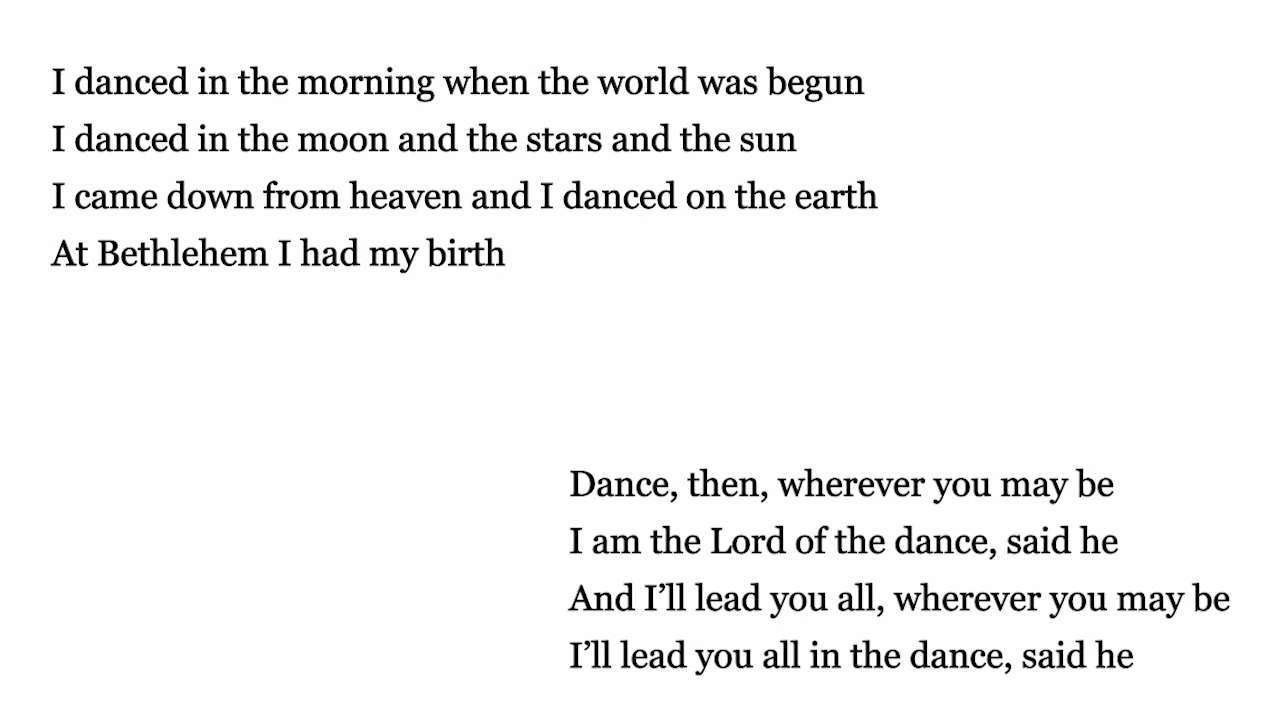 I danced in the morning when the world was begun
I danced in the moon and the stars and the sun
I came down from heaven and I danced on the earth
At Bethlehem I had my birth
Dance, then, wherever you may be
I am the Lord of the dance, said he
And I’ll lead you all, wherever you may be
I’ll lead you all in the dance, said he